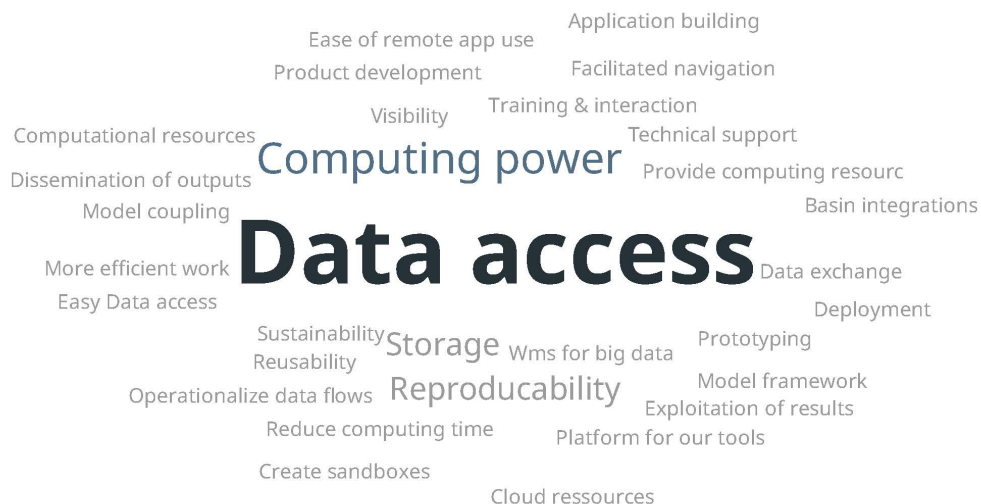 Application building
Ease of remote app use
Product development
Facilitated navigation
Training & interaction
Visibility
Computational resources
Technical support
Computing power
Provide computing resourc
Dissemination of outputs
Model coupling
Basin integrations
Data access
More efficient work
Data exchange
Easy Data access
Deployment
Sustainability
Storage
Prototyping
Wms for big data
Reusability
Model framework
Operationalize data flows
Reproducability
Exploitation of results
Reduce computing time
Platform for our tools
Create sandboxes
Cloud ressources